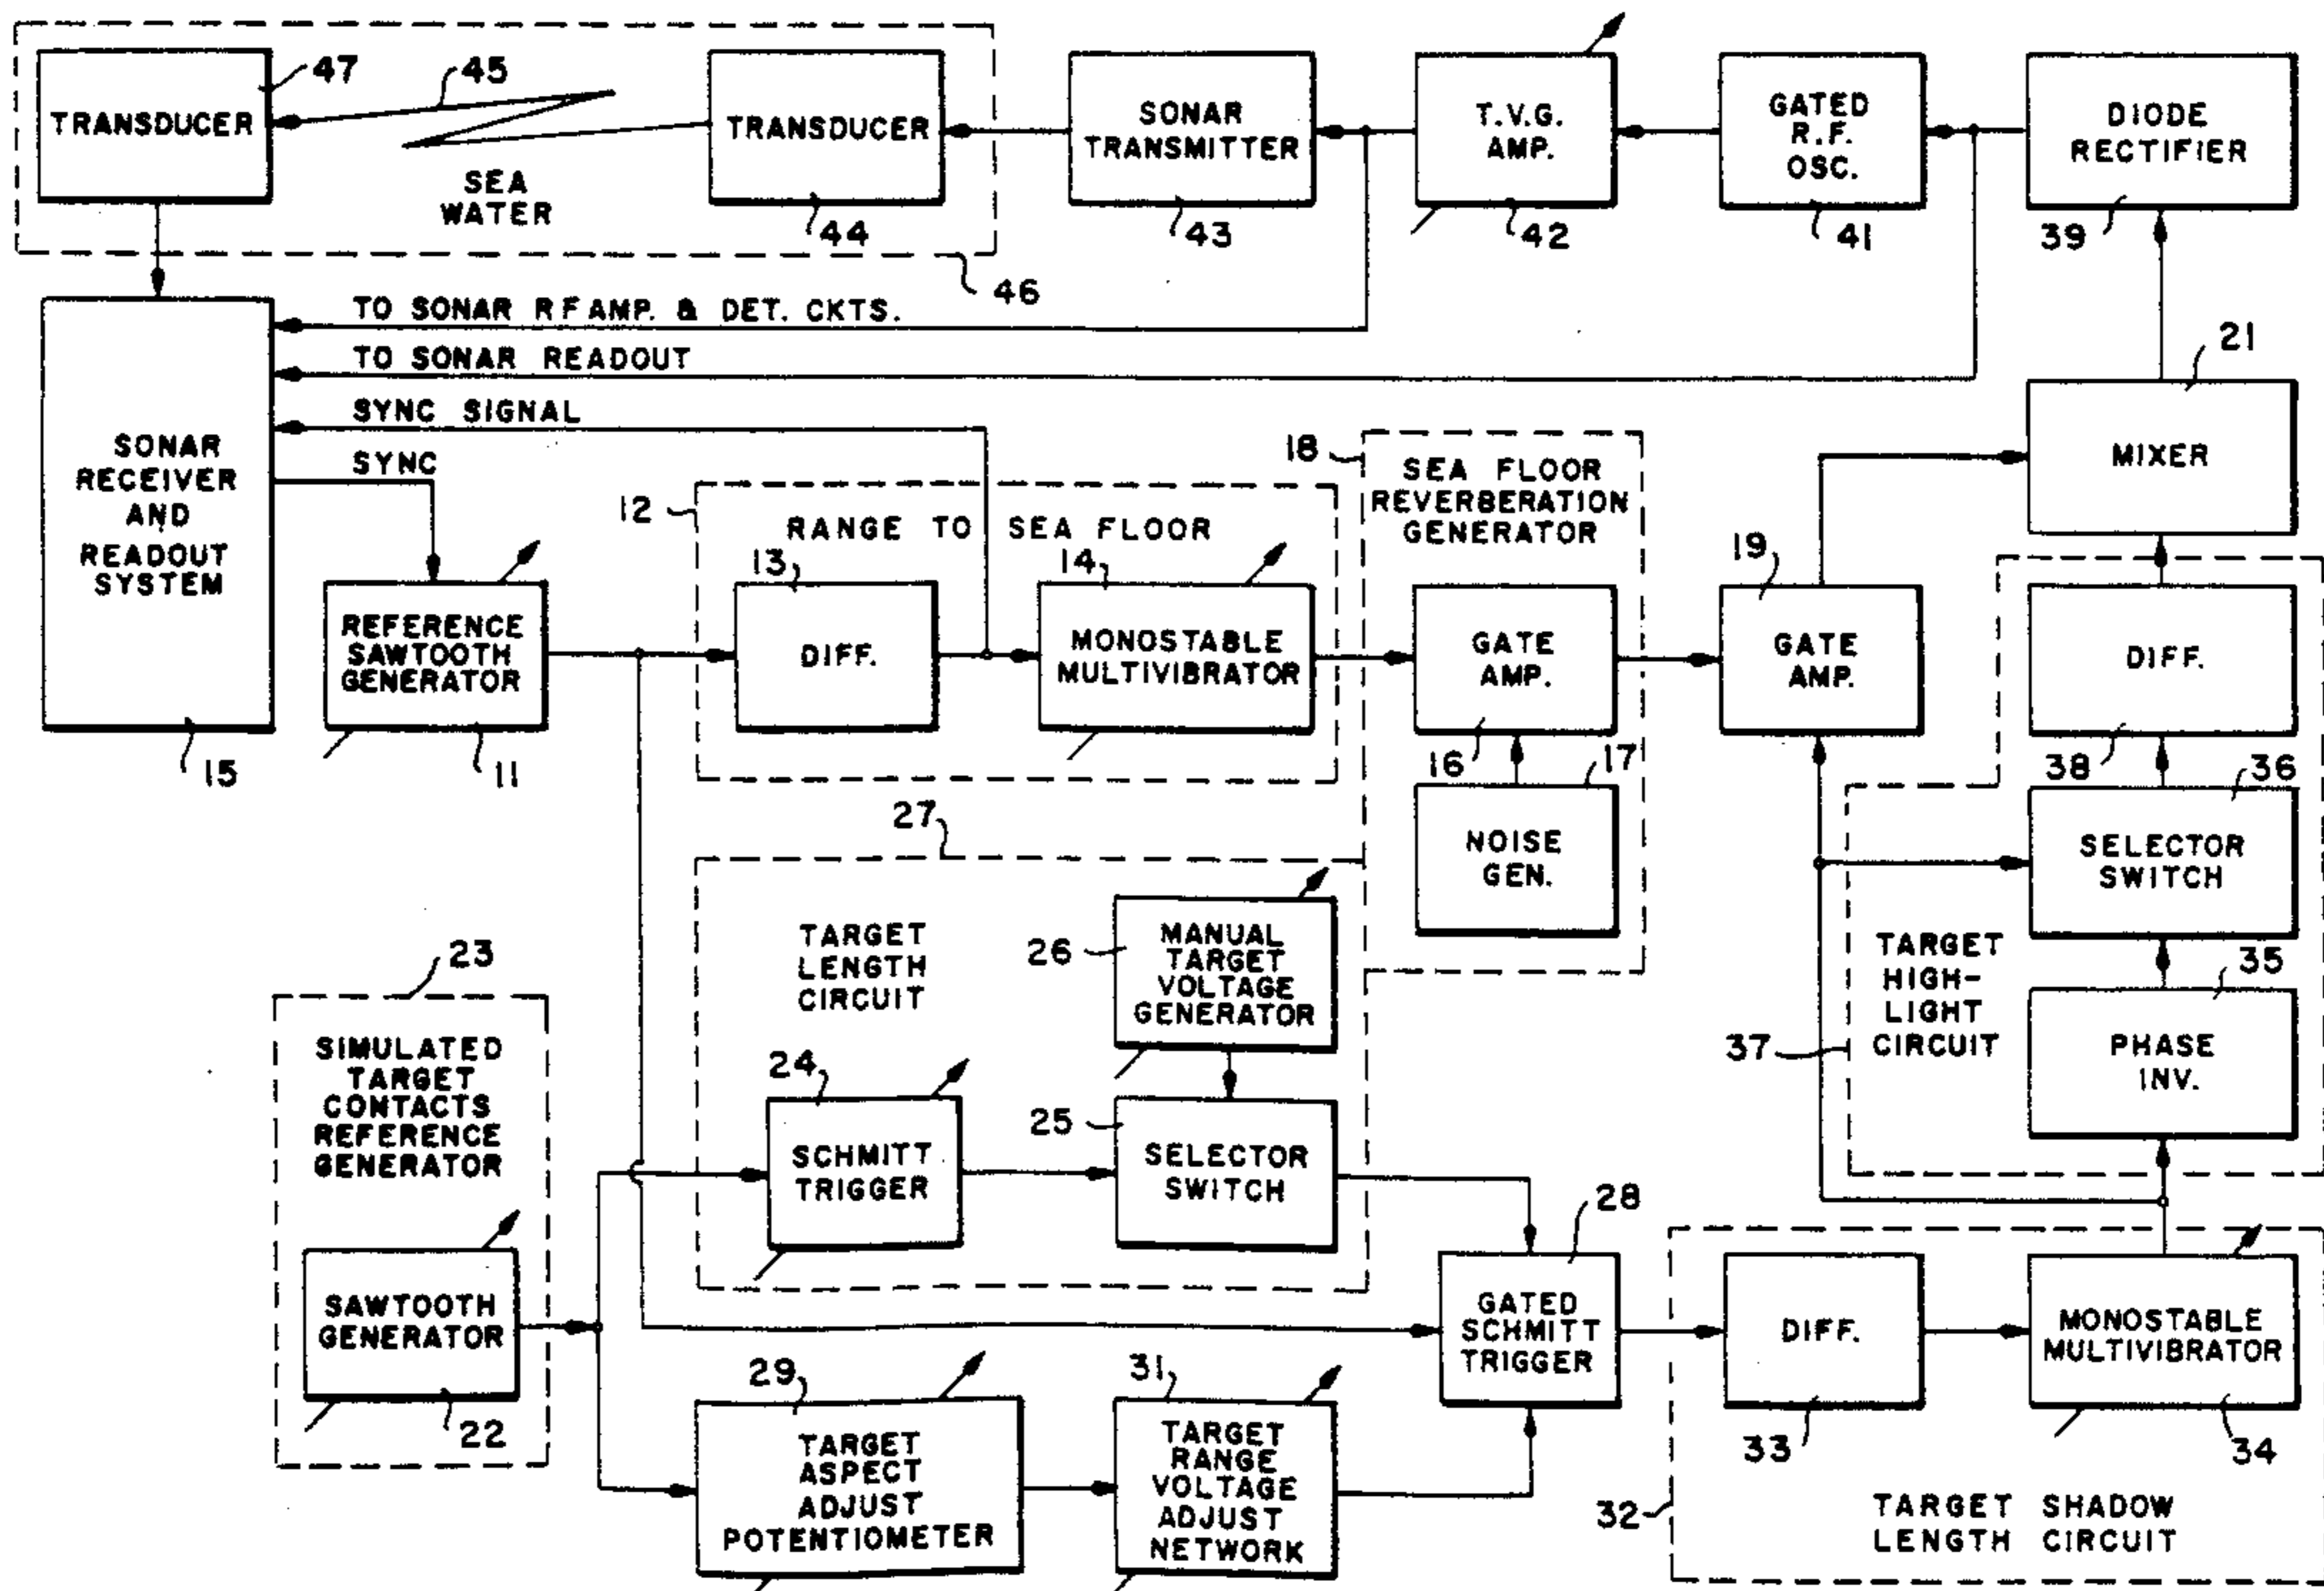 47
45
TRANSDUCER
SEA
WATER
TRANSDUCER
44
46
SONAR
TRANSMITTER
43
T.V.G.
AMP.
42
GATED
R.F.
OSC.
41
DIODE
RECTIFIER
39
TO SONAR RF AMP. & DET. CKTS.
TO SONAR READOUT
SYNC SIGNAL
SYNC
SONAR
RECEIVER
AND
READOUT
SYSTEM
15
REFERENCE
SAWTOOTH
GENERATOR
11
12
RANGE TO SEA FLOOR
13
DIFF.
14
MONOSTABLE
MULTIVIBRATOR
18
SEA FLOOR
REVERBERATION
GENERATOR
GATE
AMP.
16
17
NOISE
GEN.
19
GATE
AMP.
21
MIXER
DIFF.
38
36
SELECTOR
SWITCH
TARGET
HIGH-
LIGHT
CIRCUIT
35
PHASE
INV.
37
27
TARGET
LENGTH
CIRCUIT
26
MANUAL
TARGET
VOLTAGE
GENERATOR
24
SCHMITT
TRIGGER
25
SELECTOR
SWITCH
23
SIMULATED
TARGET
CONTACTS
REFERENCE
GENERATOR
SAWTOOTH
GENERATOR
22
28
GATED
SCHMITT
TRIGGER
29
TARGET
ASPECT
ADJUST
POTENTIOMETER
31
TARGET
RANGE
VOLTAGE
ADJUST
NETWORK
DIFF.
33
MONOSTABLE
MULTIVIBRATOR
34
32
TARGET SHADOW
LENGTH CIRCUIT